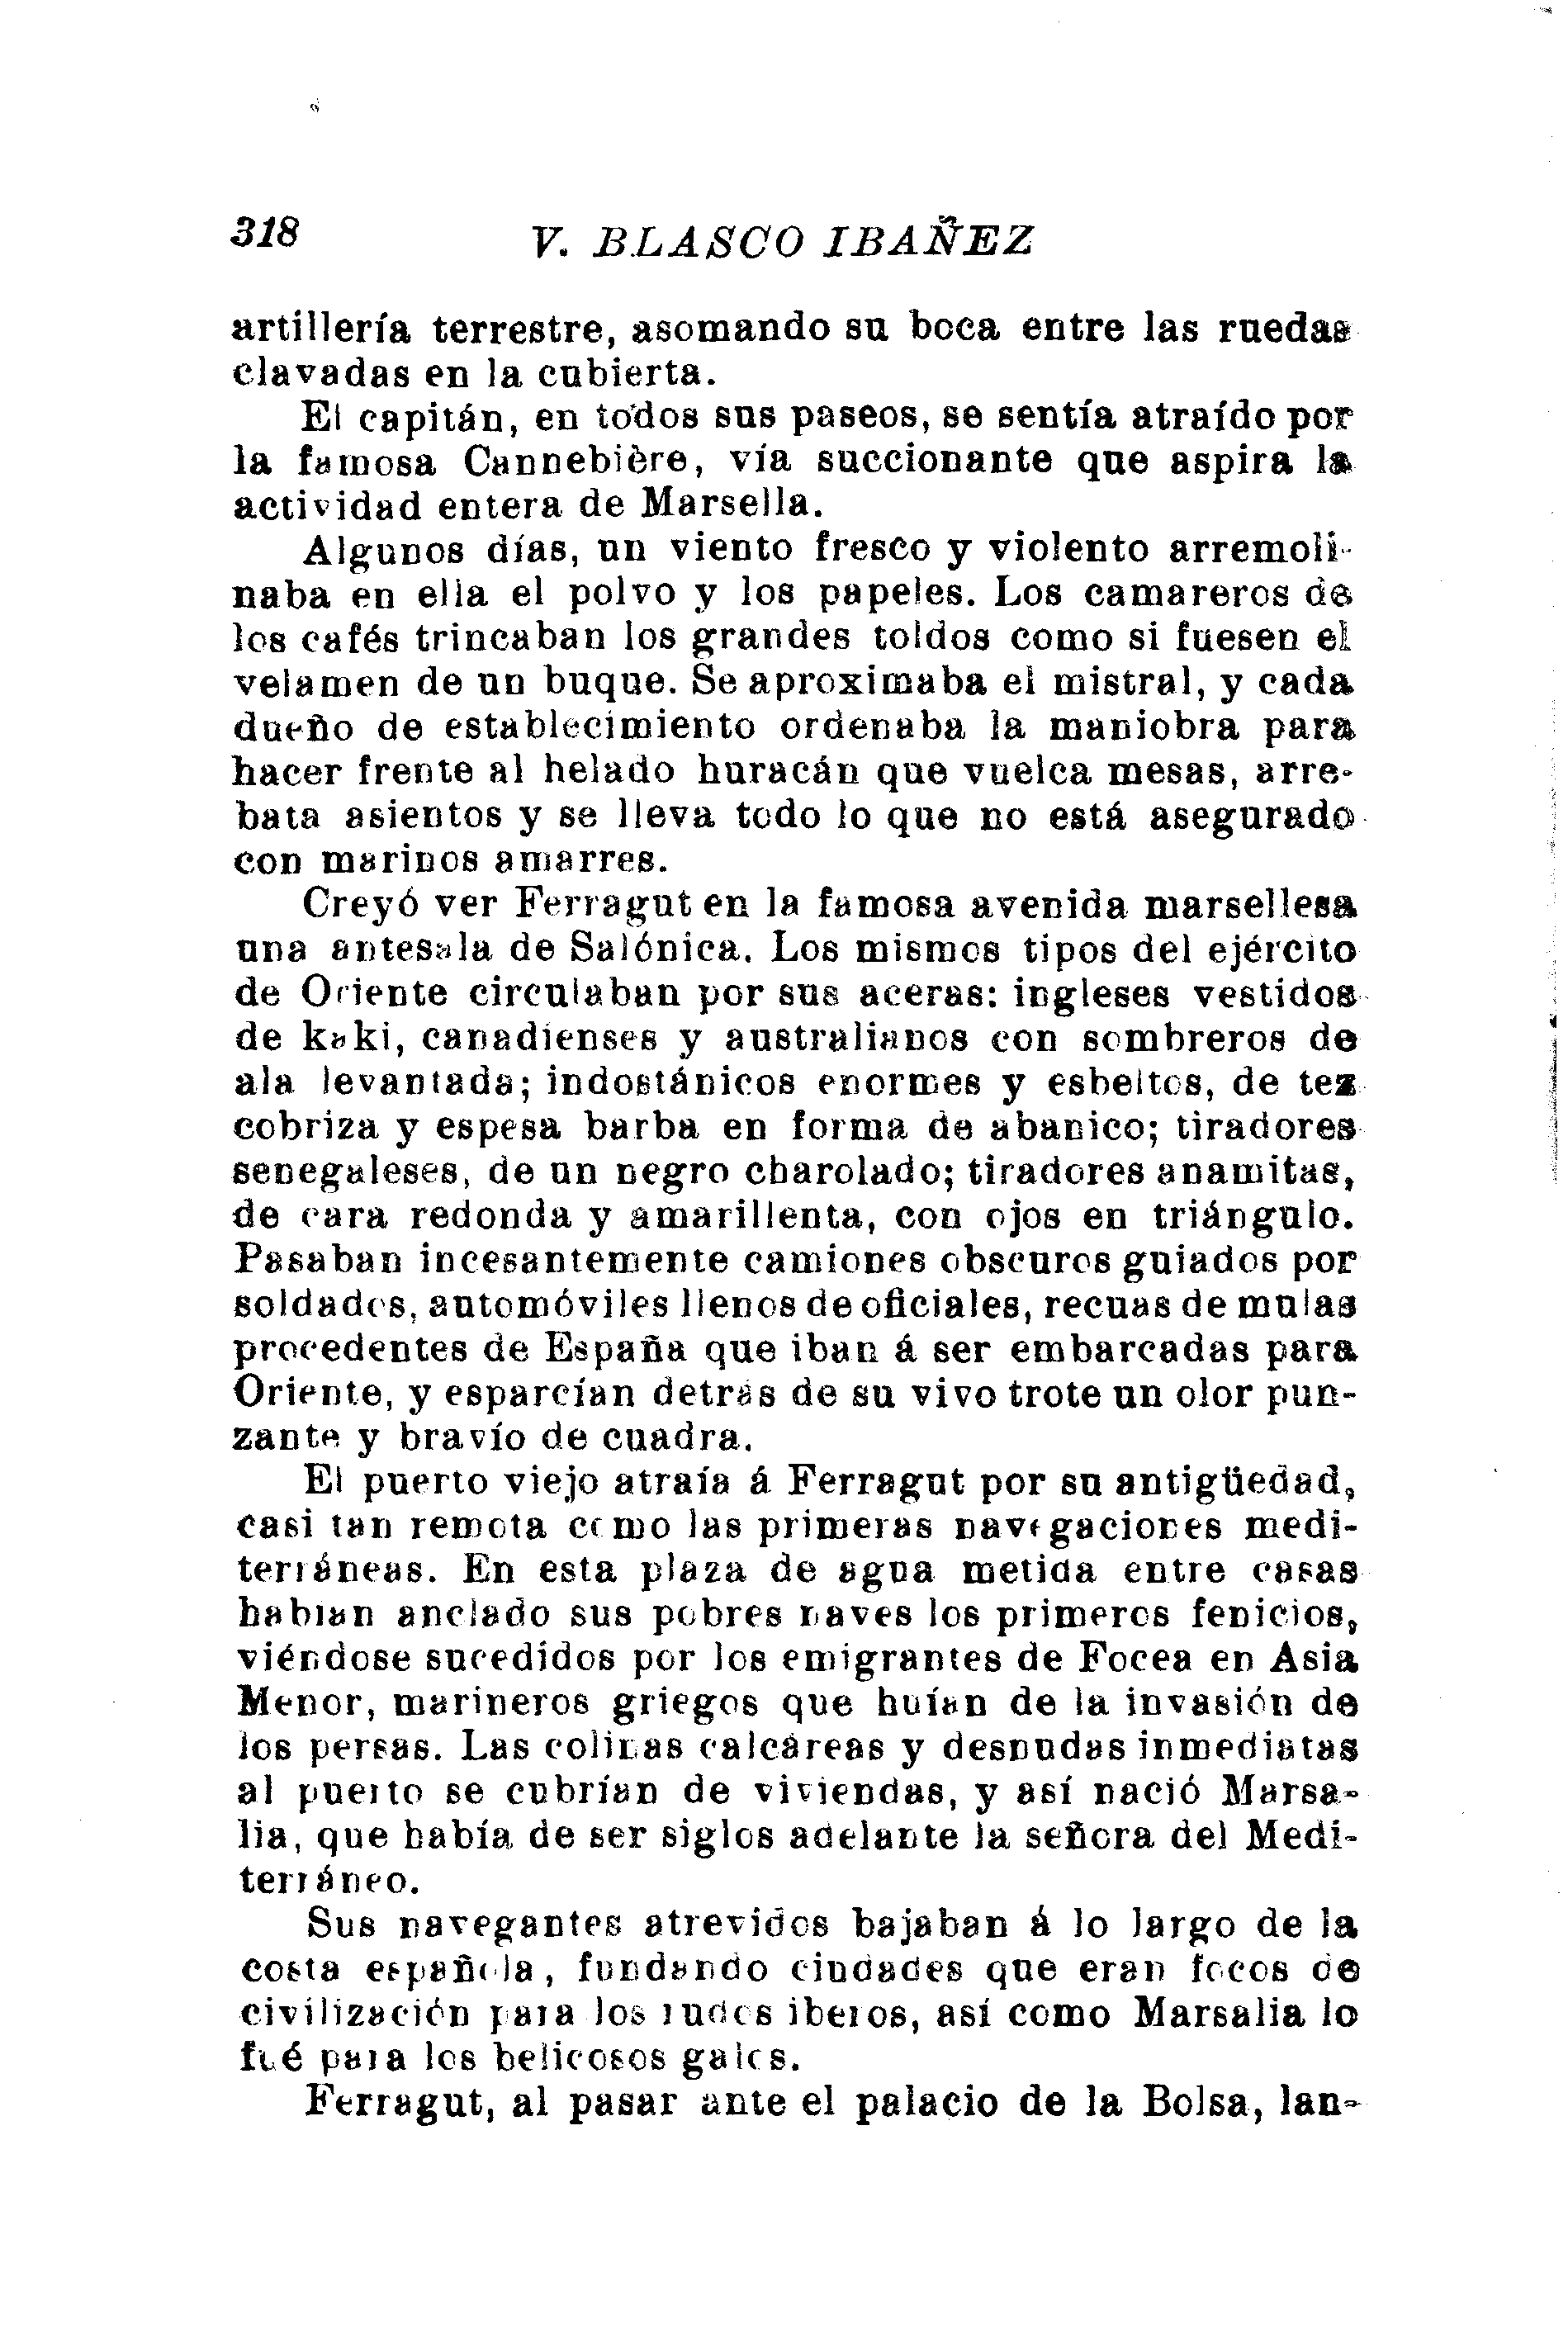 318
V. BLASCO IBAÑEZ
artillería terrestre, asomando su boca entre las ruedas
clavadas en la cubierta.
El capitán, en todos sus paseos, se sentía atraído por
la famosa Cannebière, vía succionante que aspira la
actividad entera de Marsella.
Algunos días, un viento fresco y violento arremoli-
naba en ella el polvo y los papeles. Los camareros de
los cafés trincaban los grandes toldos como si fuesen el
velamen de un buque. Se aproximaba el mistral, y cada
dueño de establecimiento ordenaba la maniobra para
hacer frente al helado huracán que vuelca mesas, arre-
bata asientos y se lleva todo lo que no está asegurado
con marinos amarres.
Creyó ver Ferragut en la famosa avenida marsellesa
una antesala de Salónica. Los mismos tipos del ejército
de Oriente circulaban por sus aceras: ingleses vestidos
de kaki, canadienses y australianos con sombreros de
ala levantada; indostánicos enormes y esbeltos, de tez
cobriza y espesa barba en forma de abanico; tiradores
senegaleses, de un negro charolado; tiradores anamitas,
de cara redonda y amarillenta, con ojos en triángulo.
Pasaban incesantemente camiones obscuros guiados por
soldados, automóviles llenos de oficiales, recuas de mulas
procedentes de España que iban á ser embarcadas para
Oriente, y esparcían detrás de su vivo trote un olor pun-
zante y bravío de cuadra.
El puerto viejo atraía á Ferragut por su antigüedad,
casi tan remota como las primeras navegaciones medi-
terráneas. En esta plaza de agua metida entre casas
habían anclado sus pobres naves los primeros fenicios,
viéndose sucedidos por los emigrantes de Focea en Asia
Menor, marineros griegos que huían de la invasión de
los persas. Las colinas calcáreas y desnudas inmediatas
al puerto se cubrían de viviendas, y así nació Marsa-
lia, que había de ser siglos adelante la señora del Medi-
terráneo.
Sus navegantes atrevidos bajaban á lo largo de la
costa española, fundando ciudades que eran focos de
civilización para los rudos iberos, así como Marsalia lo
fué para los belicosos galos.
Ferragut, al pasar ante el palacio de la Bolsa, lan-